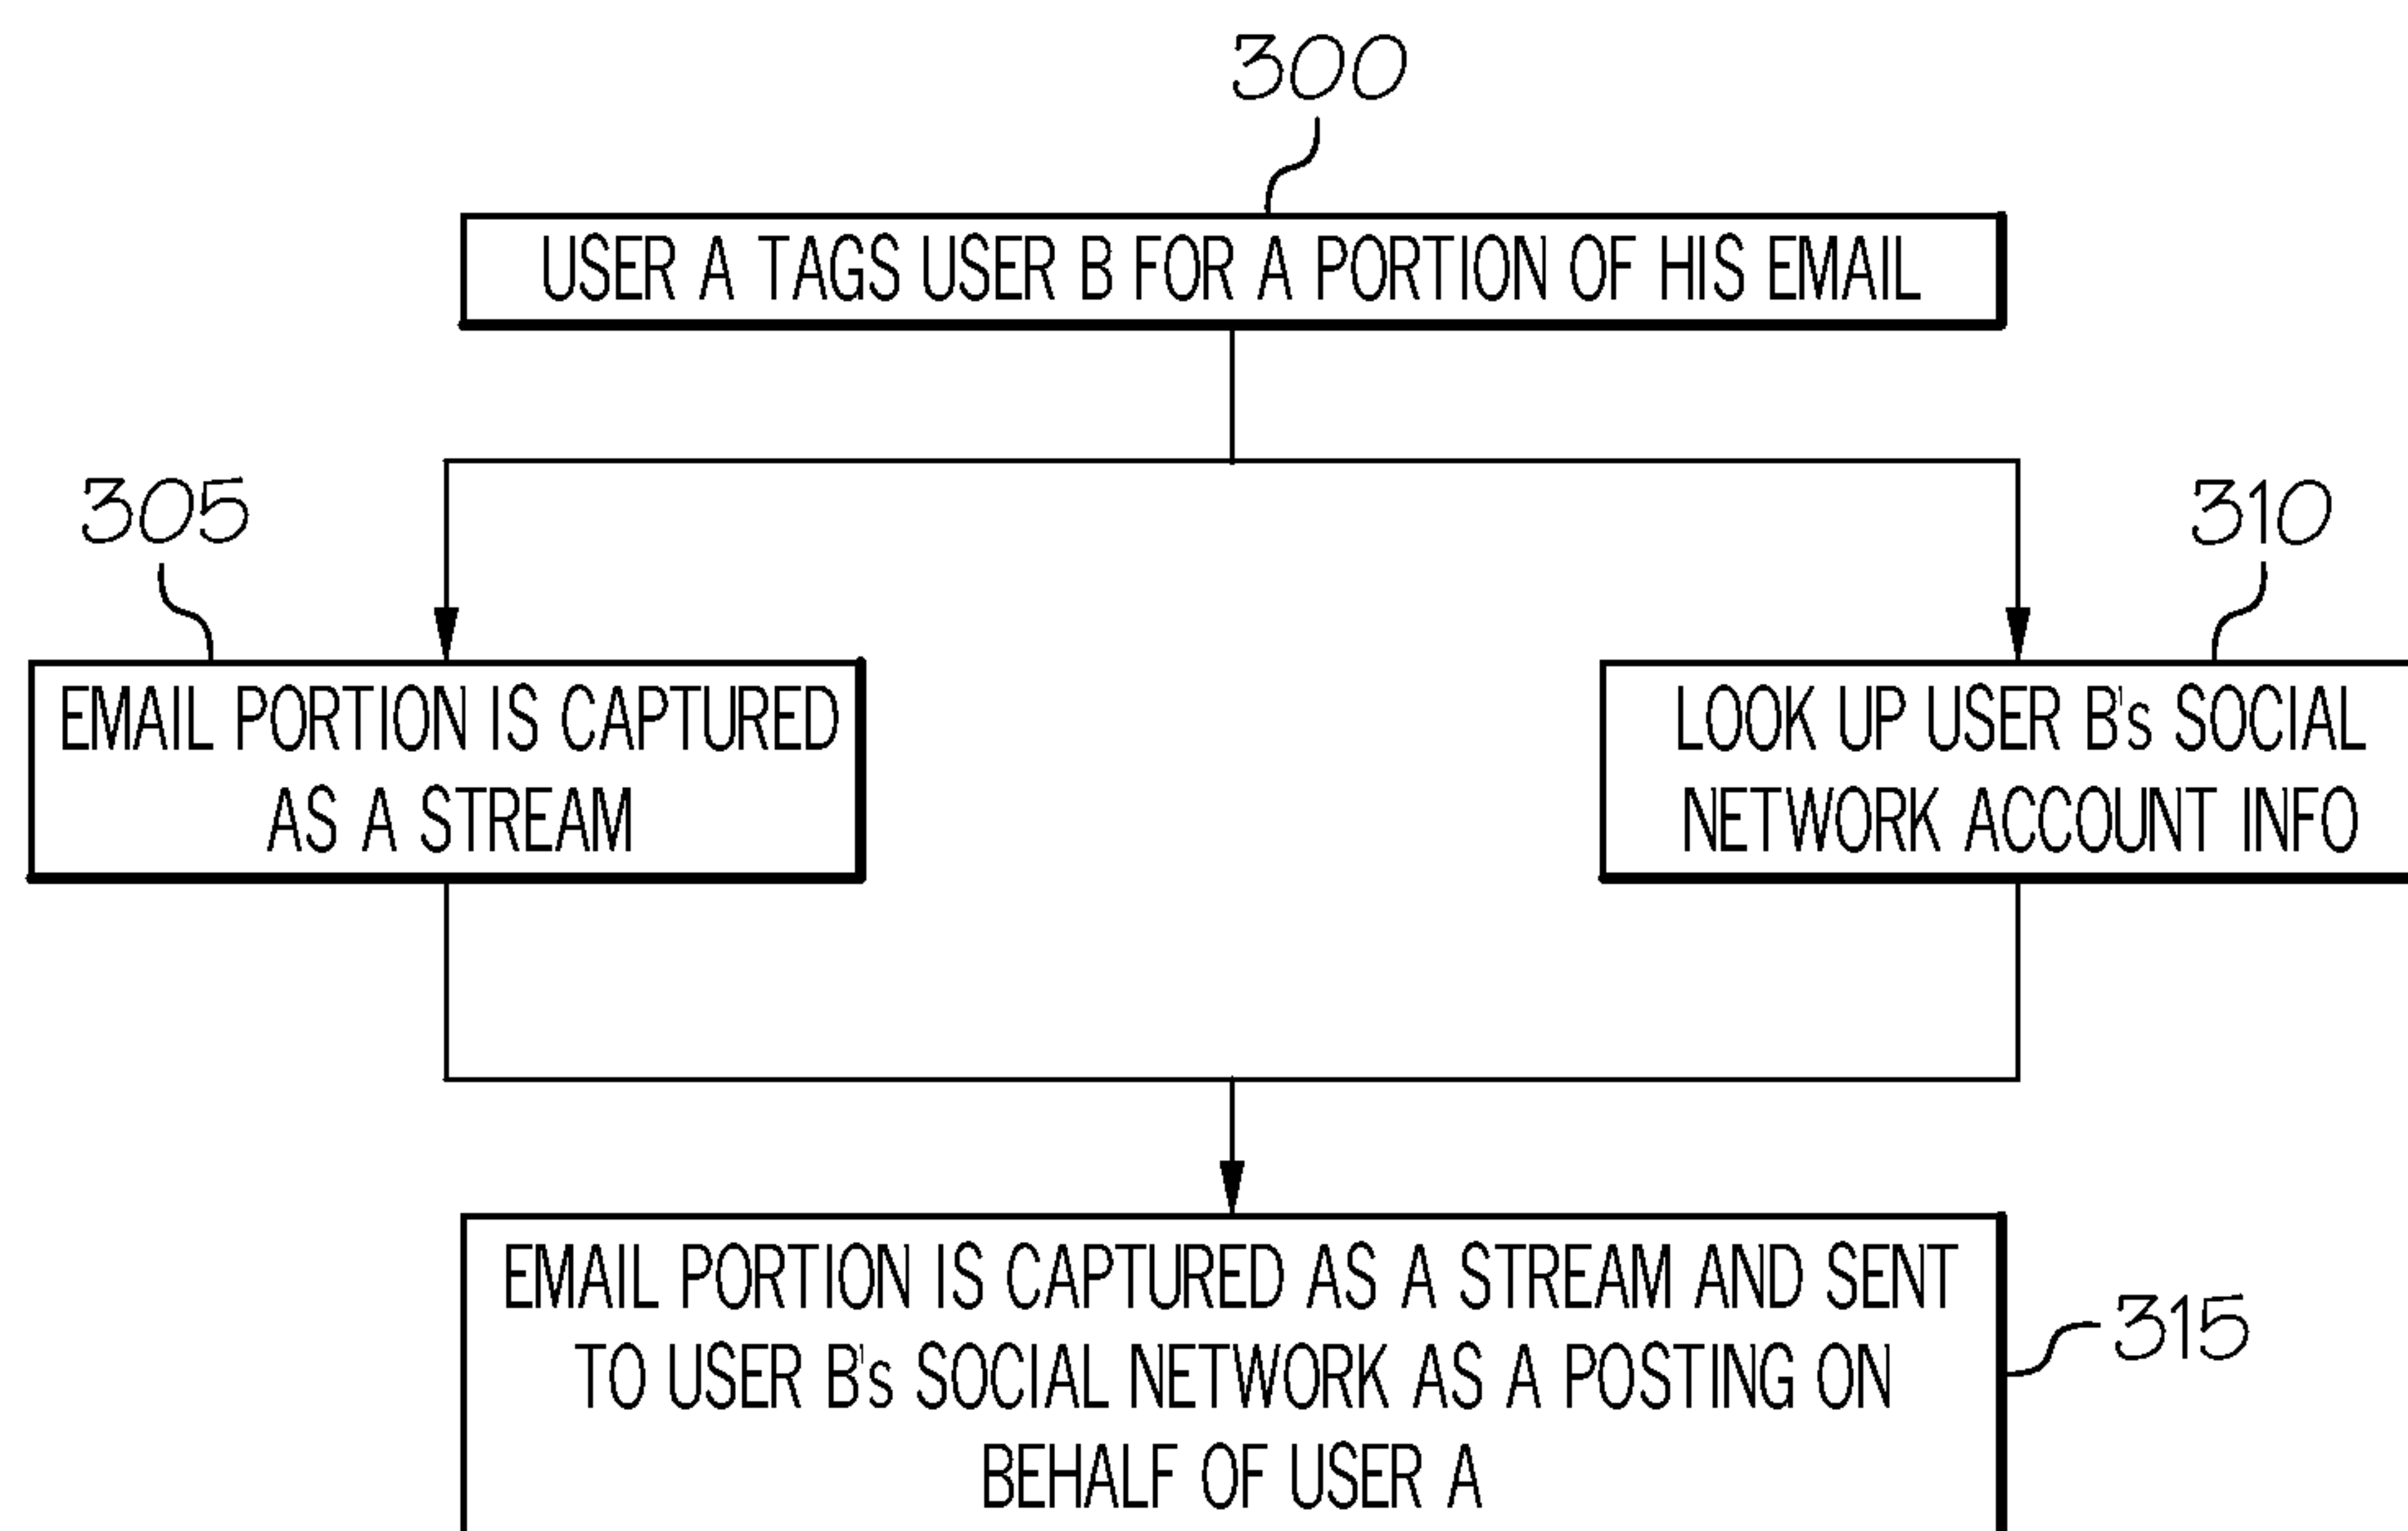 300
USER A TAGS USER B FOR A PORTION OF HIS EMAIL
305
310
EMAIL PORTION IS CAPTURED
AS A STREAM
LOOK UP USER B's SOCIAL
NETWORK ACCOUNT INFO
EMAIL PORTION IS CAPTURED AS A STREAM AND SENT
TO USER B's SOCIAL NETWORK AS A POSTING ON
BEHALF OF USER A
315